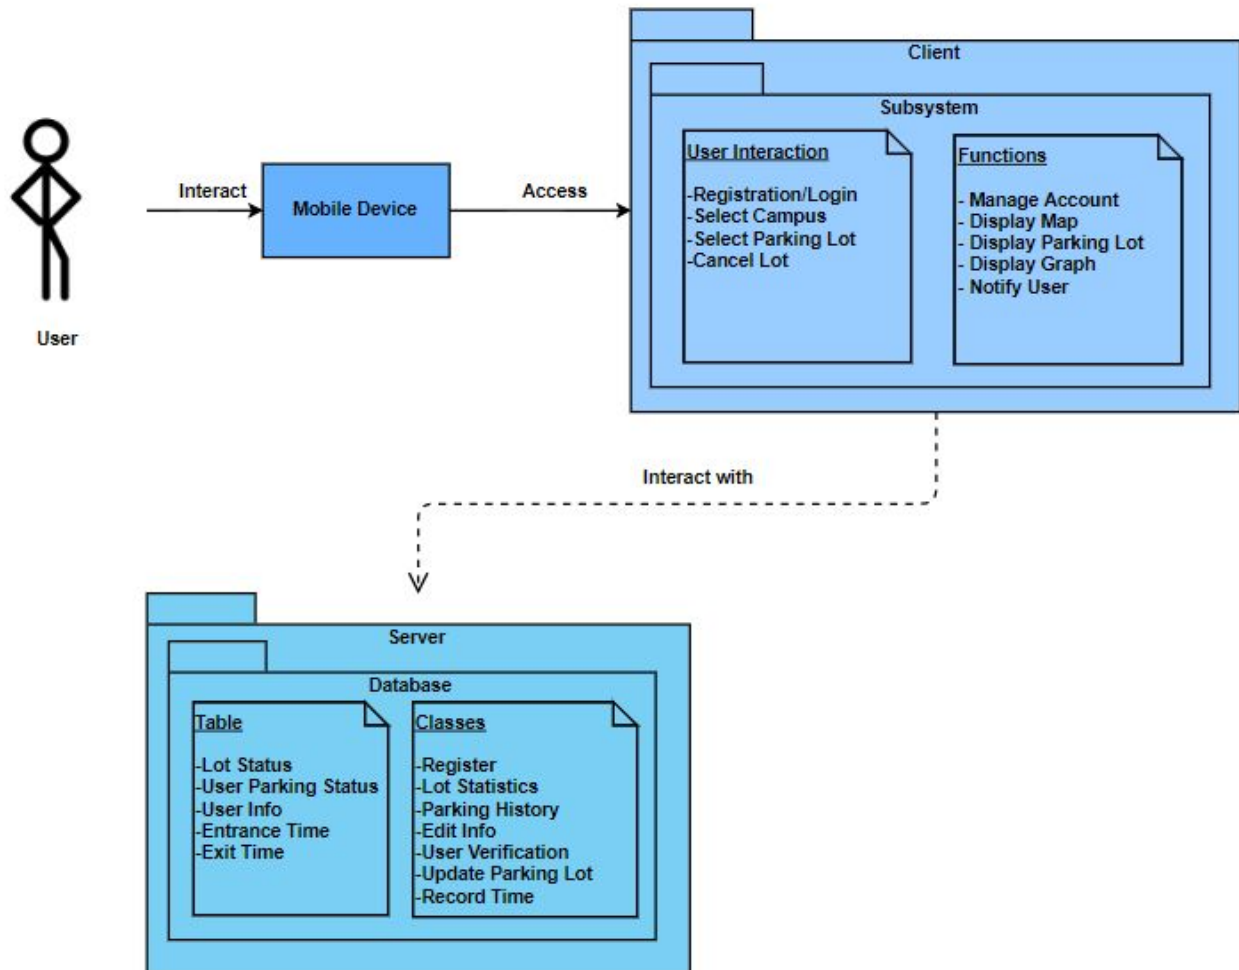 Client
Subsystem
User Interaction
-Registration/Login
-Select Campus
-Select Parking Lot
-Cancel Lot
Functions
- Manage Account
- Display Map
- Display Parking Lot
- Display Graph
- Notify User
Interact
Mobile Device
Access
User
Interact with
Server
Database
Table
-Lot Status
-User Parking Status
-User Info
-Entrance Time
-Exit Time
Classes
-Register
-Lot Statistics
-Parking History
-Edit Info
-User Verification
-Update Parking Lot
-Record Time